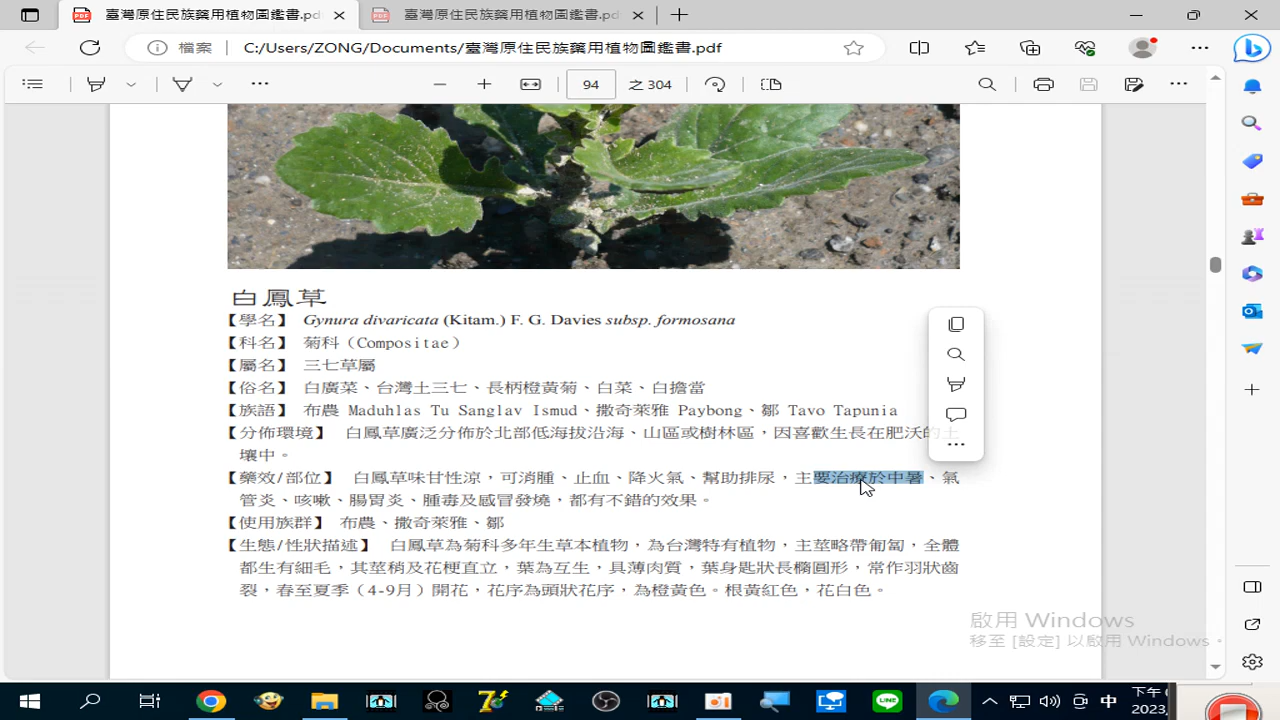 臺灣原住民族藥用植物圖鑑書.pd
臺灣原住民族藥用植物圖鑑書.pd
檔案
C:/Users/ZONG/Documents/臺灣原住民族藥用植物圖鑑書.pdf
94 之 304
白鳳草
【學名】 Gynura divaricata (Kitam.) F. G. Davies subsp. formosana
【科名】 菊科(Compositae)
【屬名】 三七草屬
【俗名】 白廣菜、台灣土三七、長柄橙黃菊、白菜、白擔當
【族語】 布農 Maduhlas Tu Sanglav Ismud、撒奇萊雅 Paybong、鄒 Tavo Tapunia
【分佈環境】 白鳳草廣泛分佈於北部低海拔沿海、山區或樹林區，因喜歡生長在肥沃的土
壤中。
【藥效/部位】 白鳳草味甘性涼，可消腫、止血、降火氣、幫助排尿，主要治療於中暑、氣
管炎、咳嗽、腸胃炎、腫毒及感冒發燒，都有不錯的效果。
【使用族群】 布農、撒奇萊雅、鄒
【生態/性狀描述】 白鳳草為菊科多年生草本植物，為台灣特有植物，主莖略帶匍匐，全體
都生有細毛，其莖稍及花梗直立，葉為互生，具薄肉質，葉身匙狀長橢圓形，常作羽狀齒
裂，春至夏季（4-9月）開花，花序為頭狀花序，為橙黃色。根黃紅色，花白色。
啟用 Windows
移至 [設定] 以啟用 Windows。
中
下午
2023